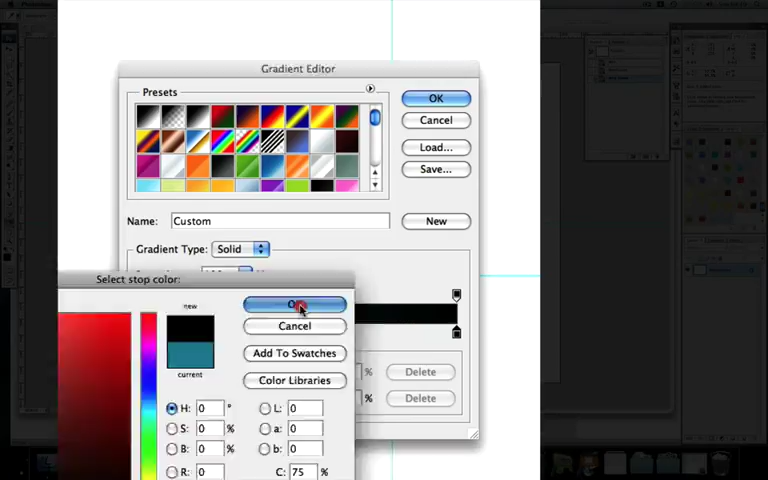 Gradient Editor
Presets
OK
Cancel
Load...
Save...
Name: Custom New
Gradient Type: Solid
Select stop color:
new
current
Cancel
Add To Swatches
Color Libraries
% Delete
% Delete
H: 0 ° L: 0
S: 0 % a: 0
B: 0 % b: 0
R: 0 C: 75 %